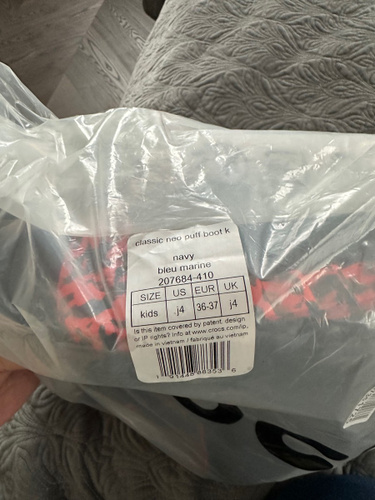 classic neo puff boot k
navy
bleu marine
207684-410
SIZE US EUR UK
kids j4 36-37 j4
Is this item covered by patent, design
or IP rights? Info at www.crocs.com/ip.
made in vietnam / fabriqué au vietnam